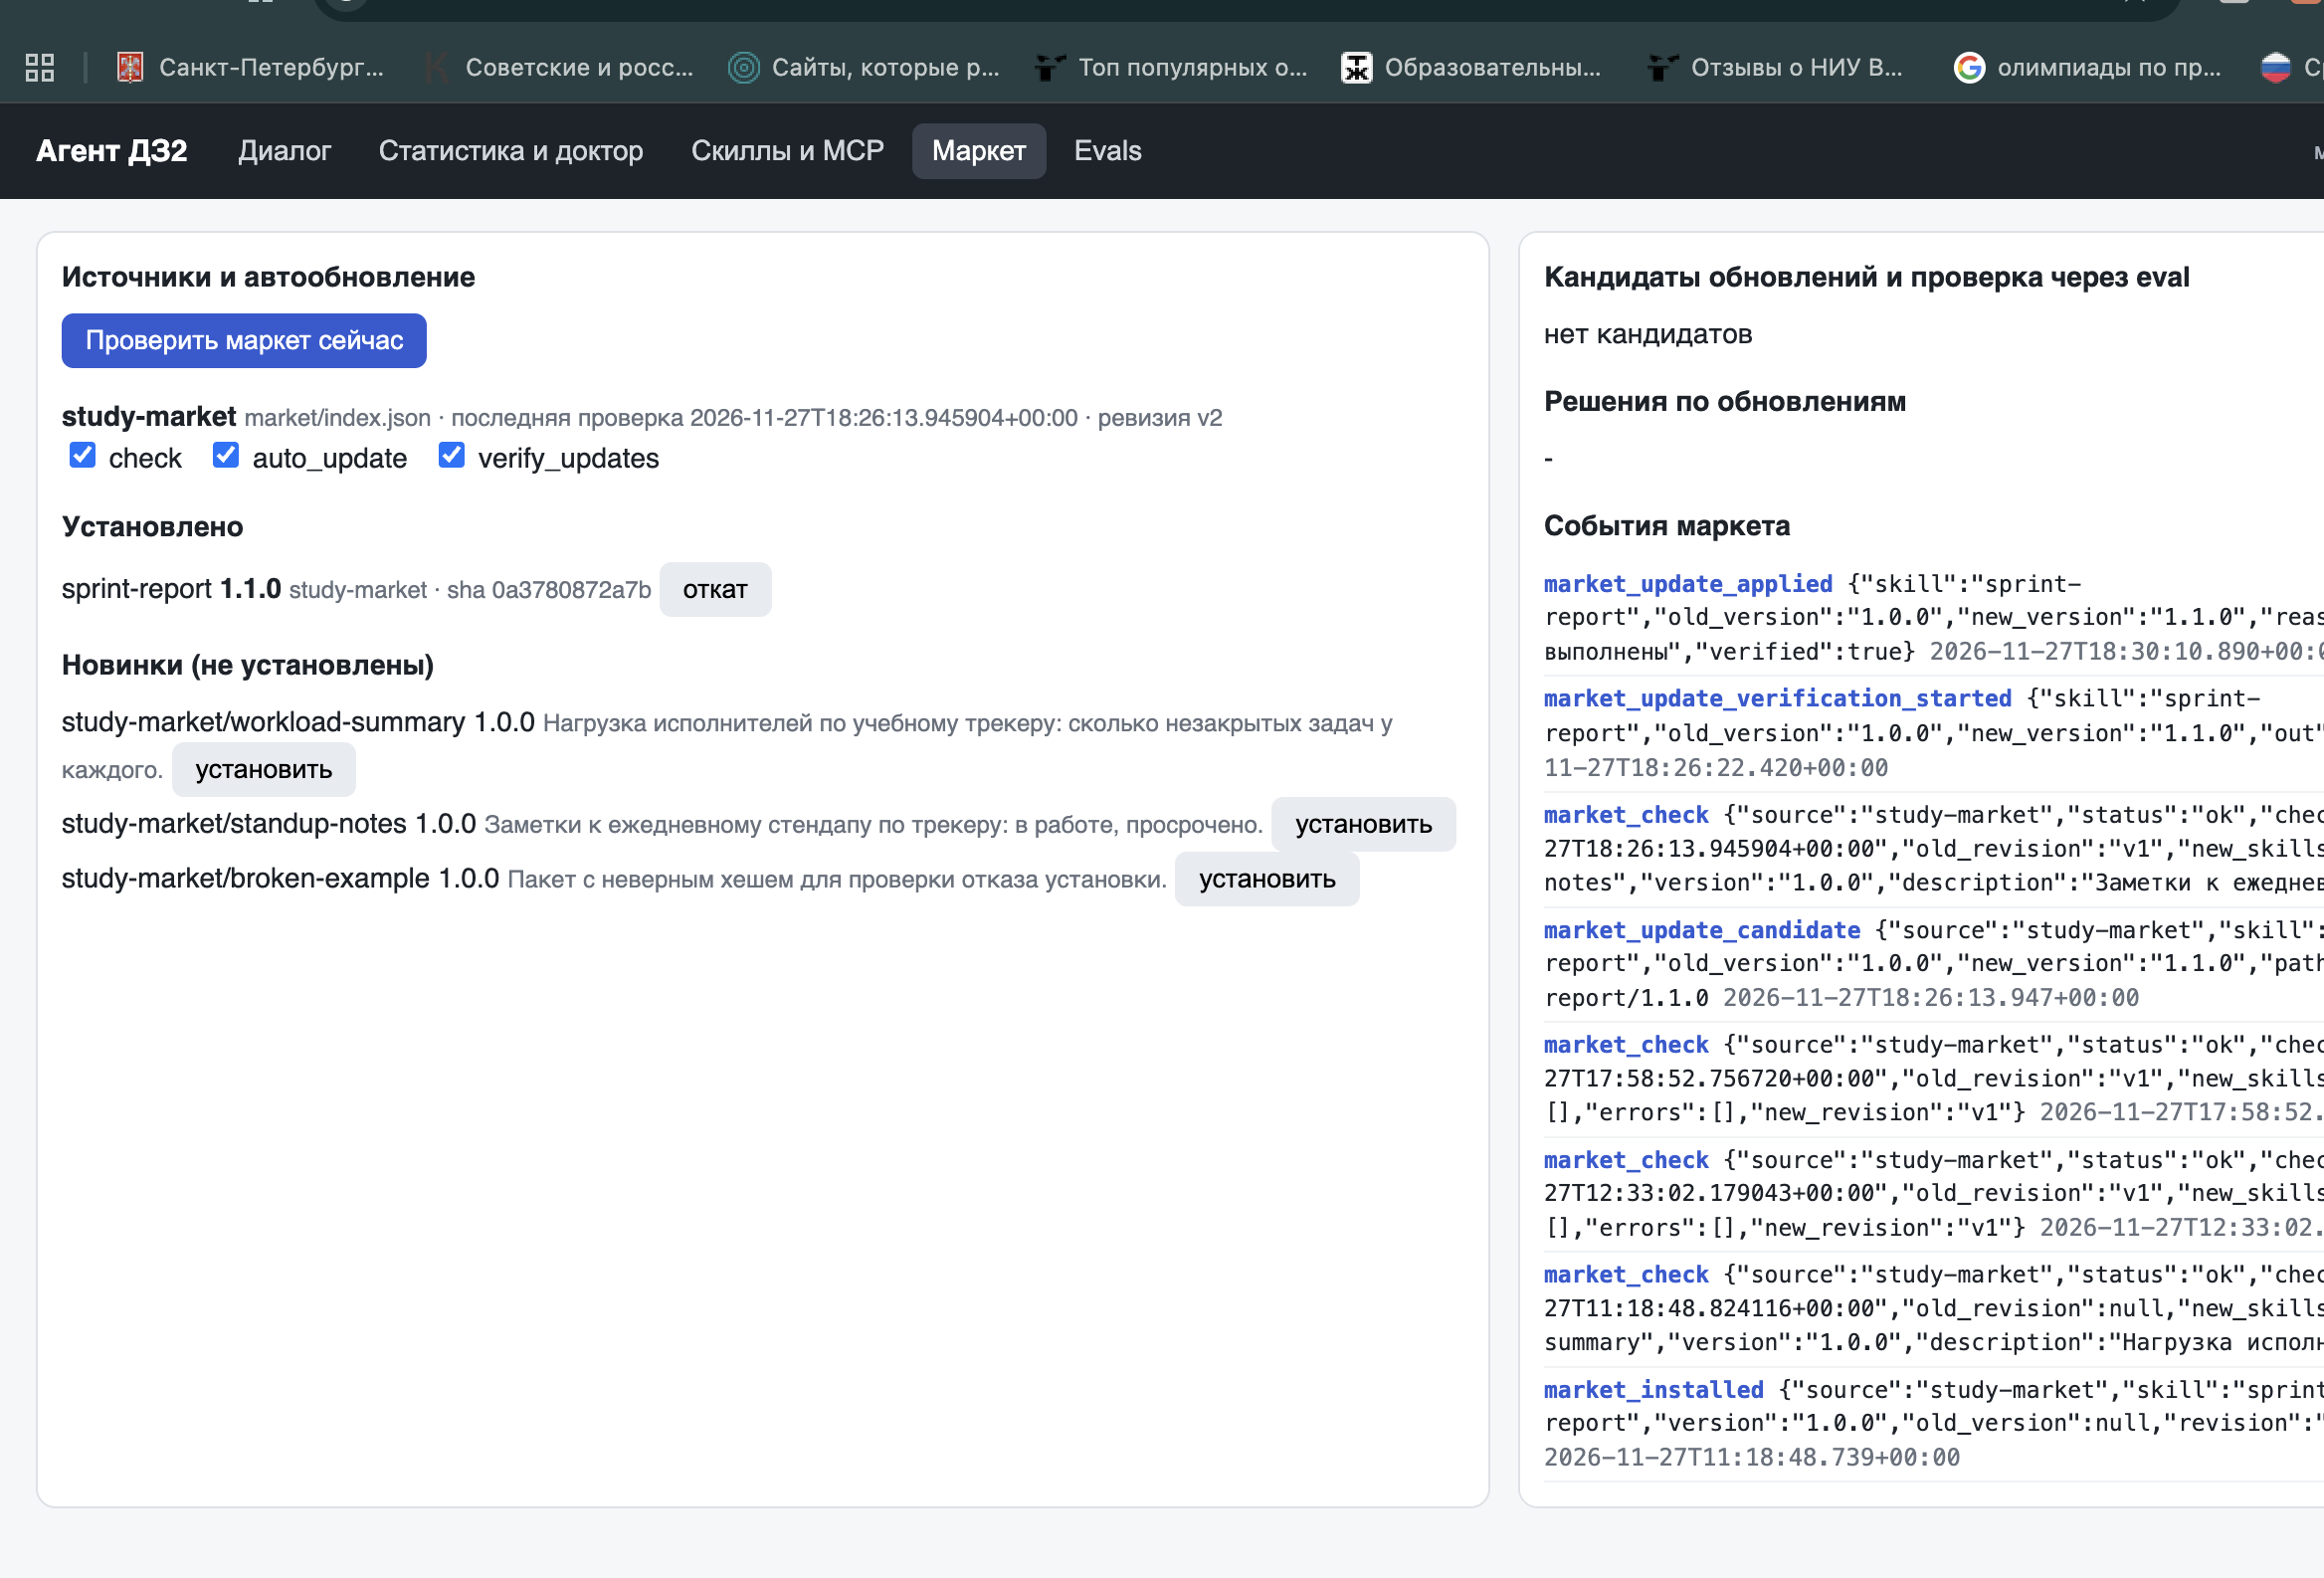 Санкт-Петербург...
Советские и росс...
Сайты, которые р...
Топ популярных о...
Образовательны...
Отзывы о НИУ В...
олимпиады по пр...
Агент ДЗ2
Диалог
Статистика и доктор
Скиллы и MCP
Маркет
Evals
Источники и автообновление
Проверить маркет сейчас
study-market market/index.json · последняя проверка 2026-11-27T18:26:13.945904+00:00 · ревизия v2
check auto_update verify_updates
Установлено
sprint-report 1.1.0 study-market · sha 0a3780872a7b откат
Новинки (не установлены)
study-market/workload-summary 1.0.0 Нагрузка исполнителей по учебному трекеру: сколько незакрытых задач у
каждого. установить
study-market/standup-notes 1.0.0 Заметки к ежедневному стендапу по трекеру: в работе, просрочено. установить
study-market/broken-example 1.0.0 Пакет с неверным хешем для проверки отказа установки. установить
Кандидаты обновлений и проверка через eval
нет кандидатов
Решения по обновлениям
-
События маркета
market_update_applied {"skill":"sprint-
report","old_version":"1.0.0","new_version":"1.1.0","reas
выполнены","verified":true} 2026-11-27T18:30:10.890+00:0
market_update_verification_started {"skill":"sprint-
report","old_version":"1.0.0","new_version":"1.1.0","out"
11-27T18:26:22.420+00:00
market_check {"source":"study-market","status":"ok","chec
27T18:26:13.945904+00:00","old_revision":"v1","new_skills
notes","version":"1.0.0","description":"Заметки к ежеднев
market_update_candidate {"source":"study-market","skill":
report","old_version":"1.0.0","new_version":"1.1.0","path
report/1.1.0 2026-11-27T18:26:13.947+00:00
market_check {"source":"study-market","status":"ok","chec
27T17:58:52.756720+00:00","old_revision":"v1","new_skills
[],"errors":[],"new_revision":"v1"} 2026-11-27T17:58:52.
market_check {"source":"study-market","status":"ok","chec
27T12:33:02.179043+00:00","old_revision":"v1","new_skills
[],"errors":[],"new_revision":"v1"} 2026-11-27T12:33:02.
market_check {"source":"study-market","status":"ok","chec
27T11:18:48.824116+00:00","old_revision":null,"new_skills
summary","version":"1.0.0","description":"Нагрузка исполн
market_installed {"source":"study-market","skill":"sprint
report","version":"1.0.0","old_version":null,"revision":"
2026-11-27T11:18:48.739+00:00